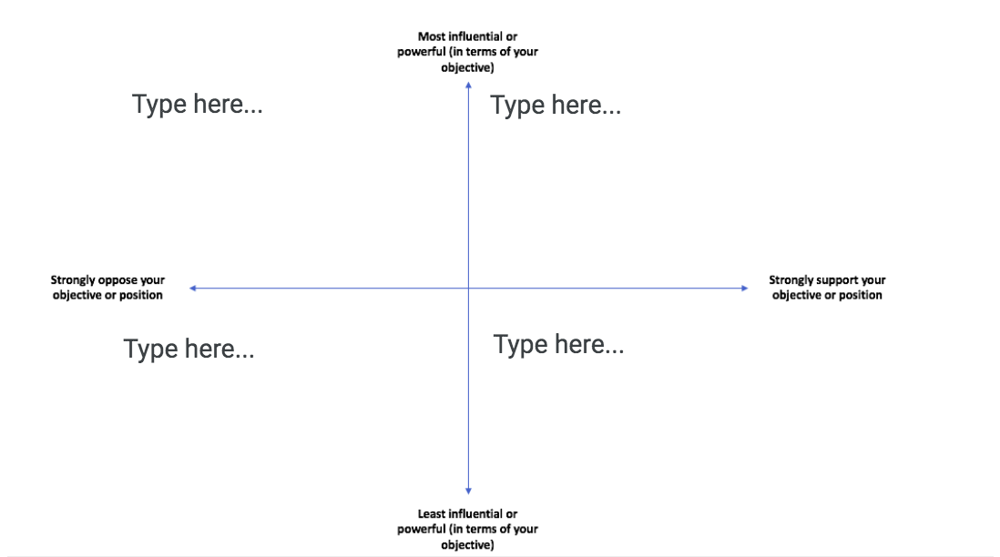 Most influential or
powerful (in terms of your
objective)
Type here...
Type here...
Strongly oppose your
objective or position
Strongly support your
objective or position
Type here...
Type here...
Least influential or
powerful (in terms of your
objective)